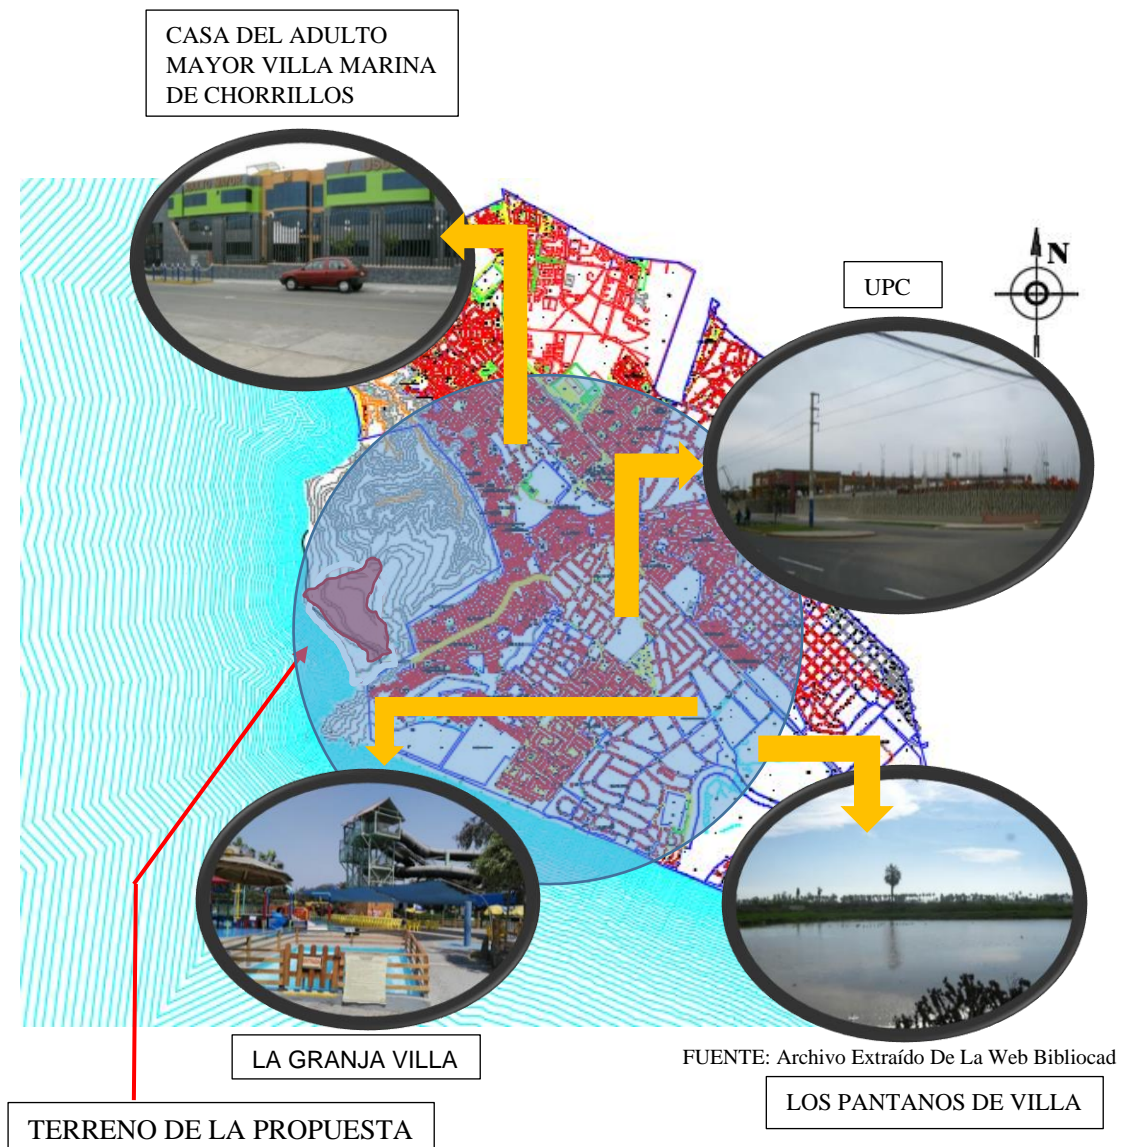 CASA DEL ADULTO
MAYOR VILLA MARINA
DE CHORRILLOS
N
UPC
LA GRANJA VILLA
FUENTE: Archivo Extraído De La Web Bibliocad
LOS PANTANOS DE VILLA
TERRENO DE LA PROPUESTA